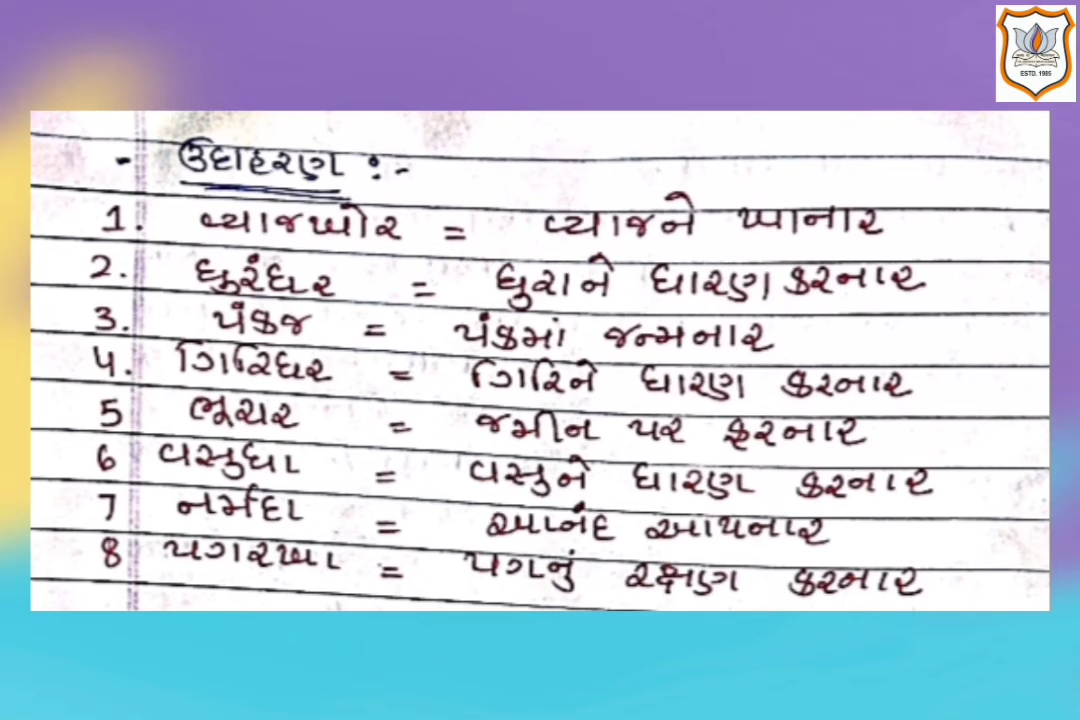 ESTD. 1985
- ઉદાહરણ :-
1. વ્યાજખોર = વ્યાજને ખાનાર
2. ધુરંધર = ધુરાને ધારણ કરનાર
3. પંકજ = પંકમાં જન્મનાર
4. ગિરિધર = ગિરિને ધારણ કરનાર
5 ભૂચર = જમીન પર ફરનાર
6 વસુધા = વસુને ધારણ કરનાર
7 નર્મદા = આનંદ આપનાર
8 પગરખા = પગનું રક્ષણ કરનાર